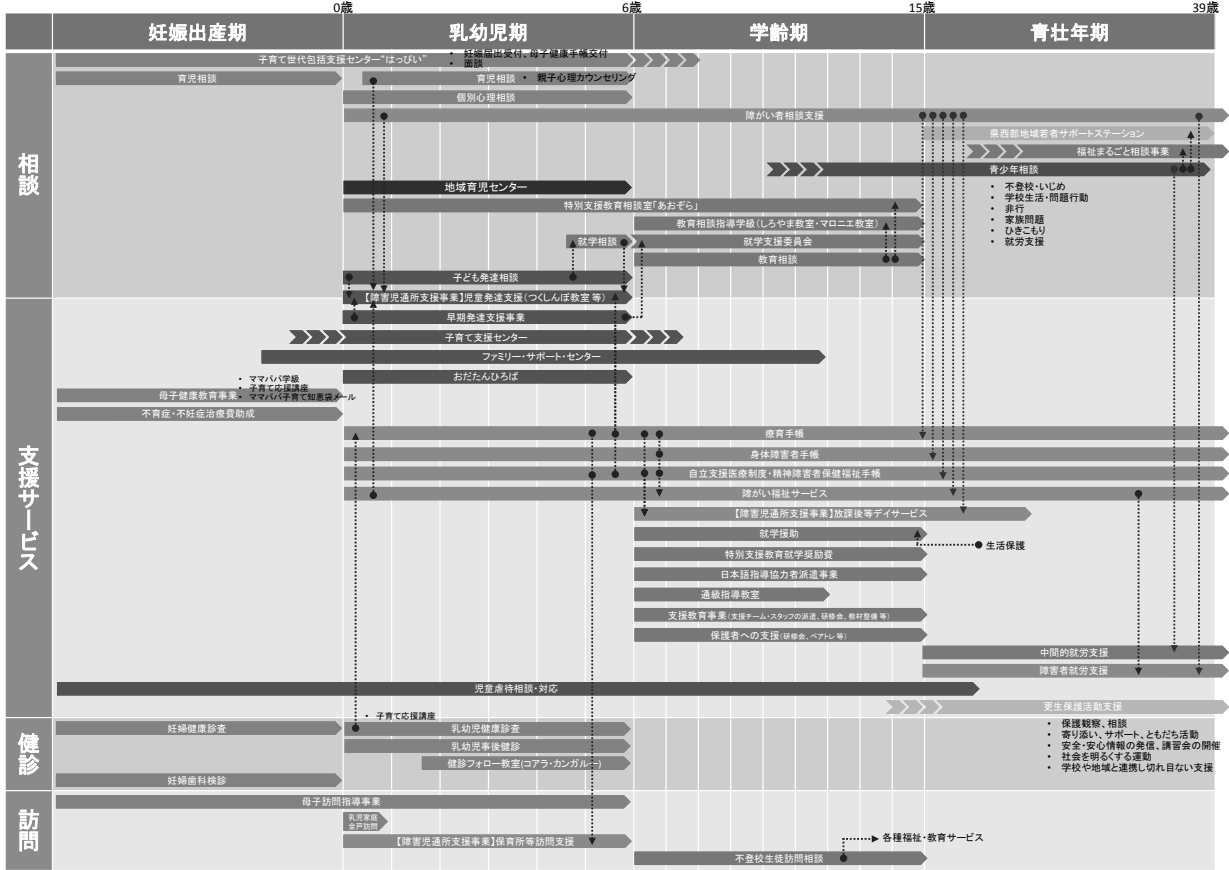 0歳
6歳
15歳
39歳
妊娠出産期
乳幼児期
学齢期
青壮年期
相談
子育て世代包括支援センター“はっぴい”
• 妊娠届出受付、母子健康手帳交付
• 面談
育児相談
育児相談
• 親子心理カウンセリング
個別心理相談
障がい者相談支援
県西部地域若者サポートステーション
福祉まるごと相談事業
青少年相談
• 不登校・いじめ
• 学校生活・問題行動
• 非行
• 家族問題
• ひきこもり
• 就労支援
地域育児センター
特別支援教育相談室「あおぞら」
教育相談指導学級(しろやま教室・マロニエ教室)
就学相談
就学支援委員会
教育相談
子ども発達相談
支援サービス
【障害児通所支援事業】児童発達支援(つくしんぼ教室 等)
早期発達支援事業
子育て支援センター
ファミリー・サポート・センター
おだたんひろば
母子健康教育事業
• ママパパ学級
• 子育て応援講座
• ママパパ子育て知恵袋メール
不育症・不妊症治療費助成
療育手帳
身体障害者手帳
自立支援医療制度・精神障害者保健福祉手帳
障がい福祉サービス
【障害児通所支援事業】放課後等デイサービス
就学援助
生活保護
特別支援教育就学奨励費
日本語指導協力者派遣事業
通級指導教室
支援教育事業(支援チーム・スタッフの派遣、研修会、教材整備 等)
保護者への支援(研修会、ペアトレ 等)
中間的就労支援
障害者就労支援
児童虐待相談・対応
更生保護活動支援
• 保護観察、相談
• 寄り添い、サポート、ともだち活動
• 安全・安心情報の発信、講習会の開催
• 社会を明るくする運動
• 学校や地域と連携し切れ目ない支援
健診
• 子育て応援講座
妊婦健康診査
乳幼児健康診査
乳幼児事後健診
健診フォロー教室(コアラ・カンガルー)
妊婦歯科検診
訪問
母子訪問指導事業
乳児家庭
全戸訪問
【障害児通所支援事業】保育所等訪問支援
各種福祉・教育サービス
不登校生徒訪問相談